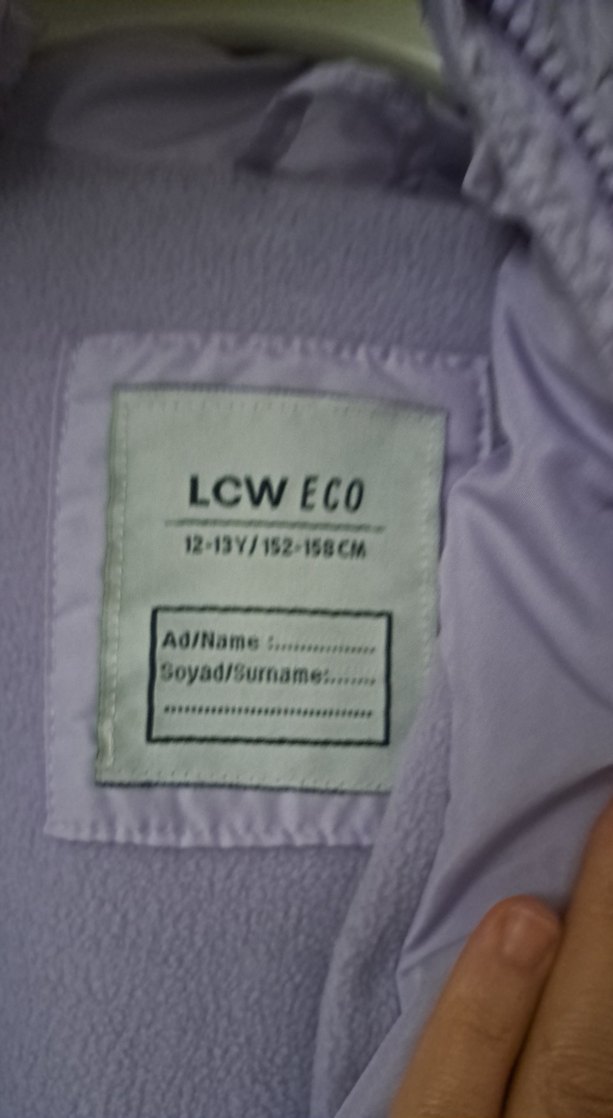 LCW ECO
12-13Y/152-158CM
Ad/Name :.................
Soyad/Surname:.......
.................................